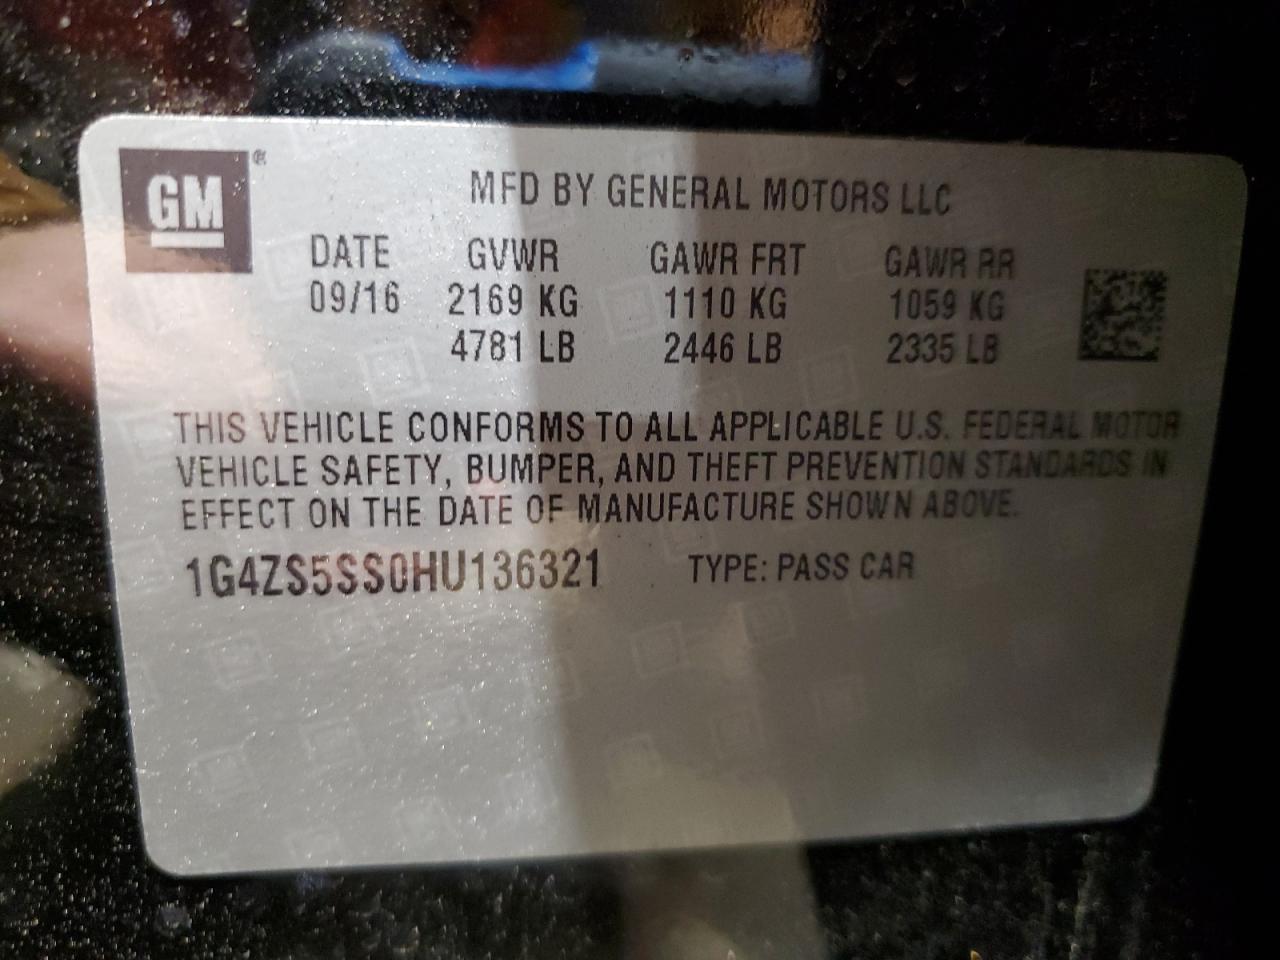 GM®
MFD BY GENERAL MOTORS LLC
DATE GVWR GAWR FRT GAWR RR
09/16 2169 KG 1110 KG 1059 KG
4781 LB 2446 LB 2335 LB
THIS VEHICLE CONFORMS TO ALL APPLICABLE U.S. FEDERAL MOTOR
VEHICLE SAFETY, BUMPER, AND THEFT PREVENTION STANDARDS IN
EFFECT ON THE DATE OF MANUFACTURE SHOWN ABOVE.
1G4ZS5SS0HU136321 TYPE: PASS CAR